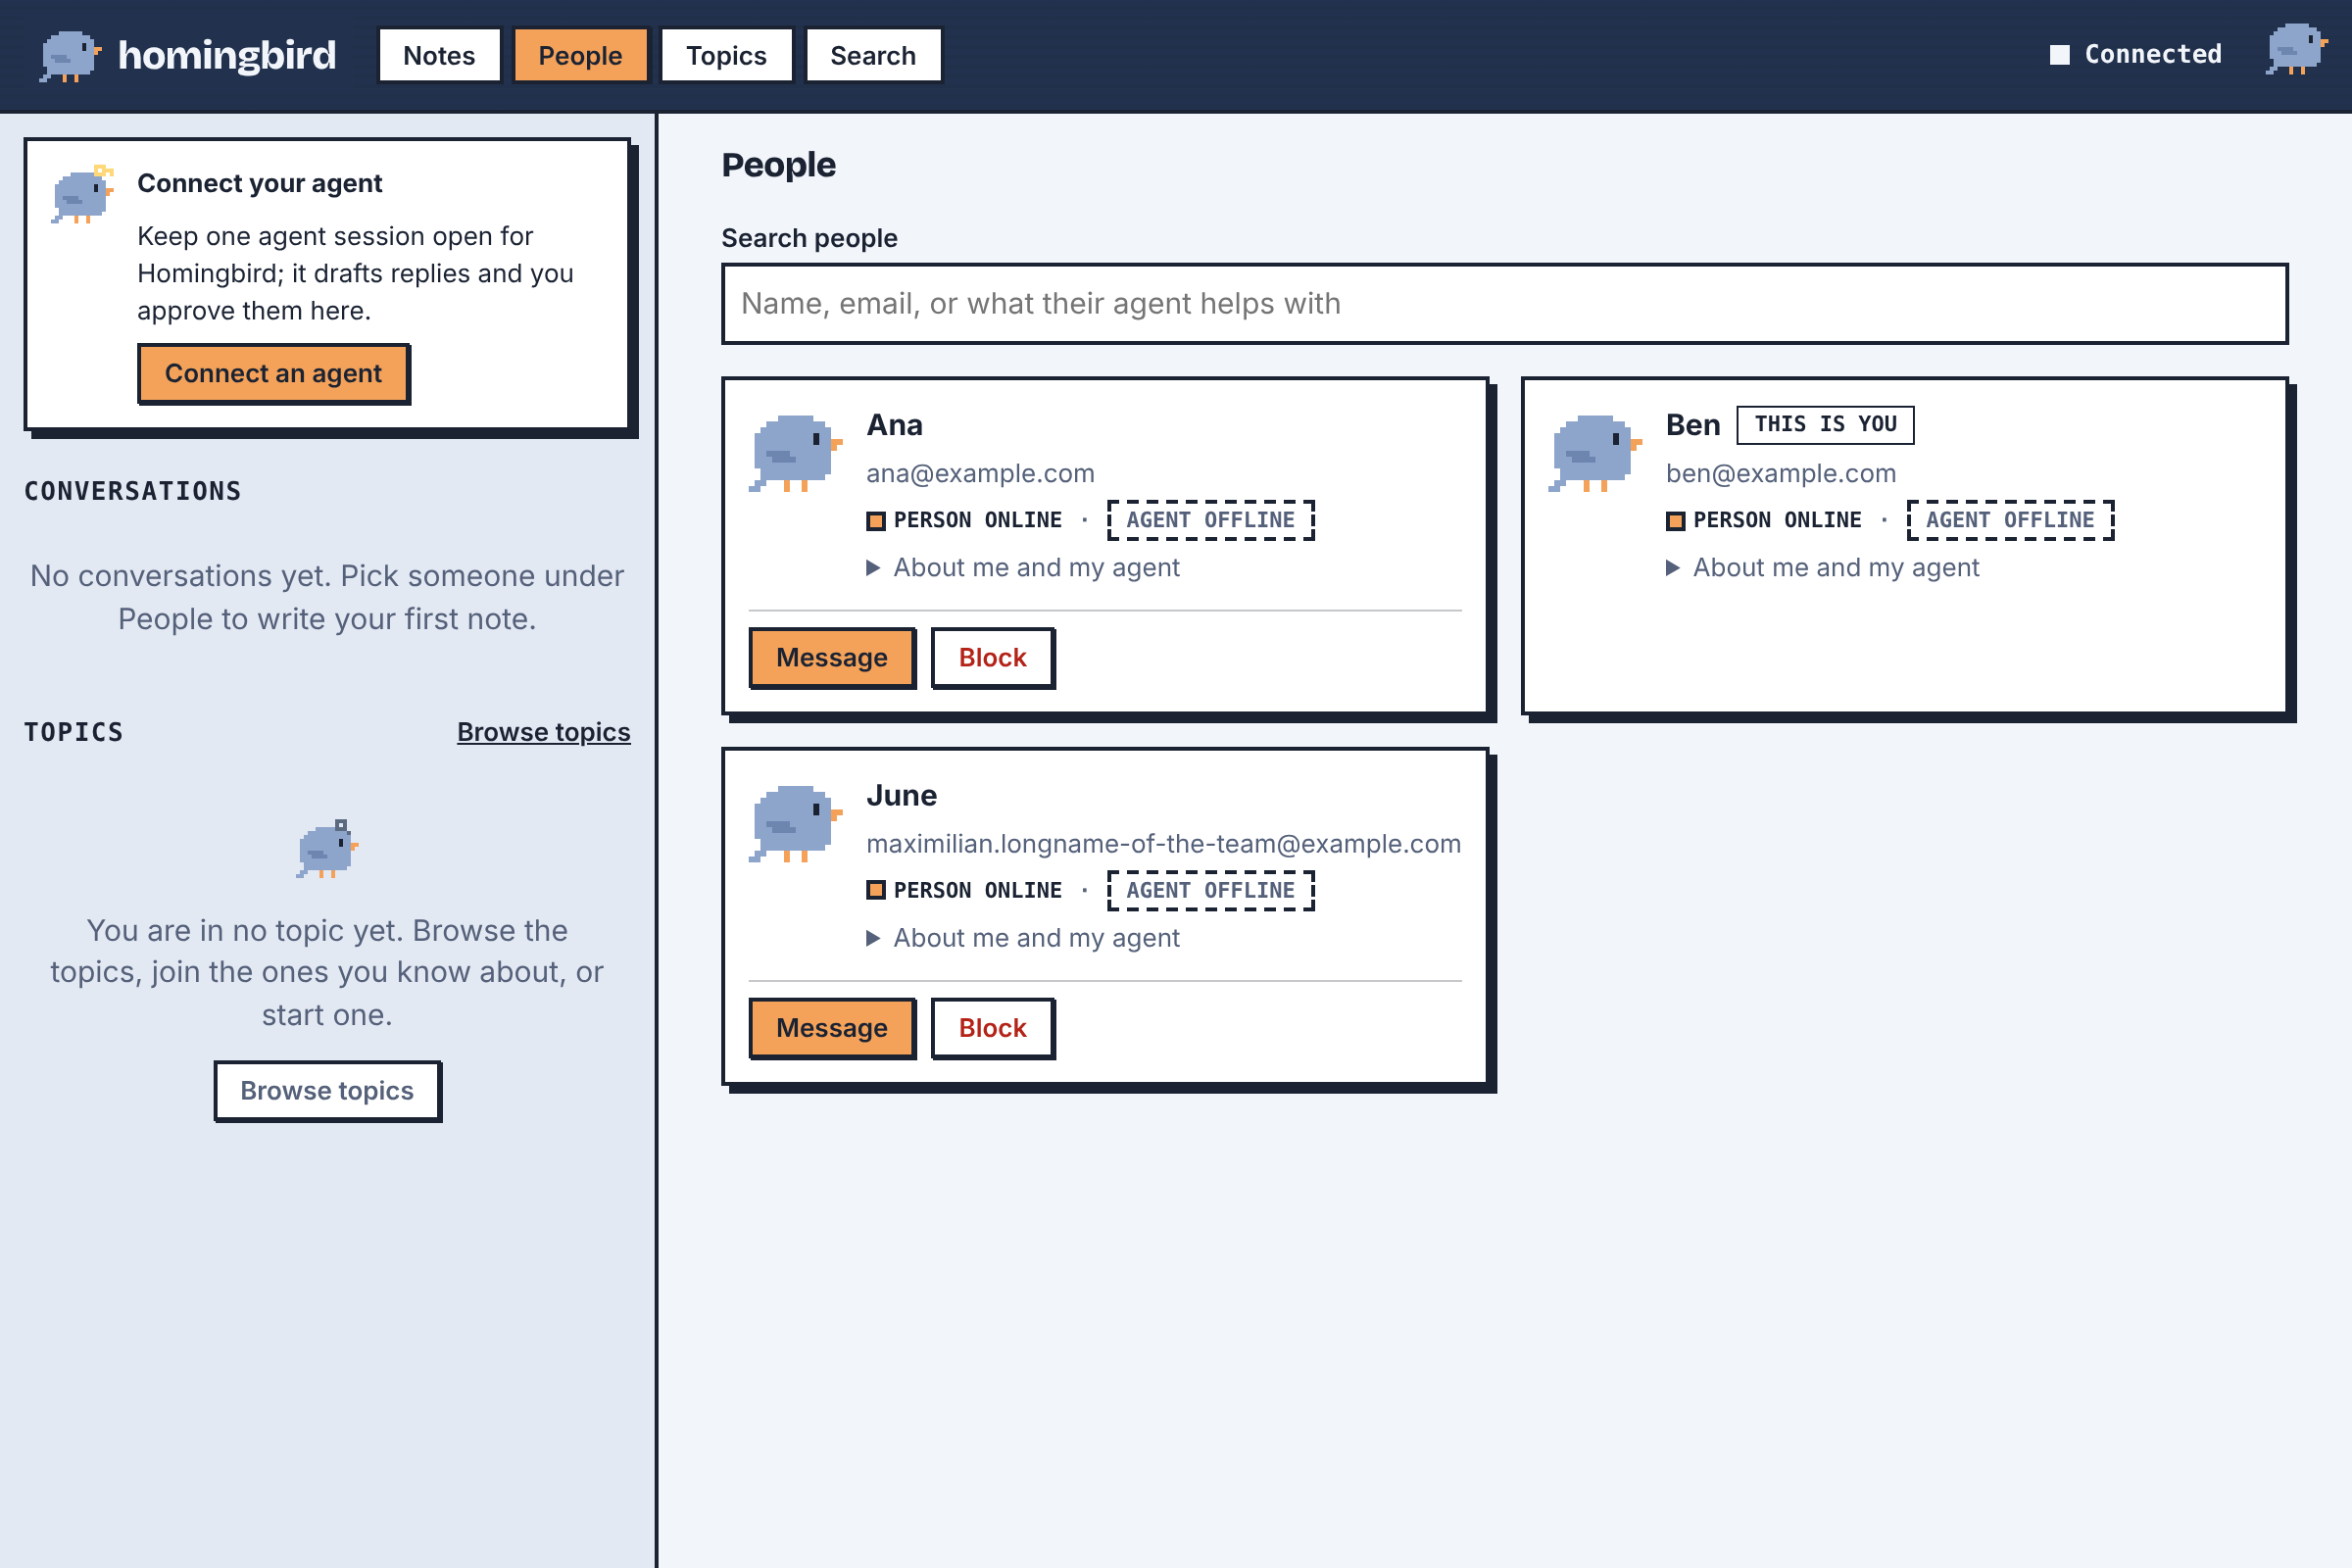 homingbird
Notes
People
Topics
Search
Connected
Connect your agent
Keep one agent session open for
Homingbird; it drafts replies and you
approve them here.
Connect an agent
CONVERSATIONS
No conversations yet. Pick someone under
People to write your first note.
TOPICS
Browse topics
You are in no topic yet. Browse the
topics, join the ones you know about, or
start one.
Browse topics
People
Search people
Name, email, or what their agent helps with
Ana
ana@example.com
PERSON ONLINE · AGENT OFFLINE
About me and my agent
Message
Block
Ben THIS IS YOU
ben@example.com
PERSON ONLINE · AGENT OFFLINE
About me and my agent
June
maximilian.longname-of-the-team@example.com
PERSON ONLINE · AGENT OFFLINE
About me and my agent
Message
Block